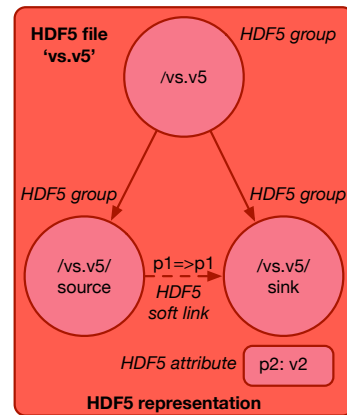 HDF5 file
‘vs.v5’
HDF5 group
/vs.v5
HDF5 group
HDF5 group
/vs.v5/
source
p1=>p1
HDF5
soft link
/vs.v5/
sink
HDF5 attribute
p2: v2
HDF5 representation